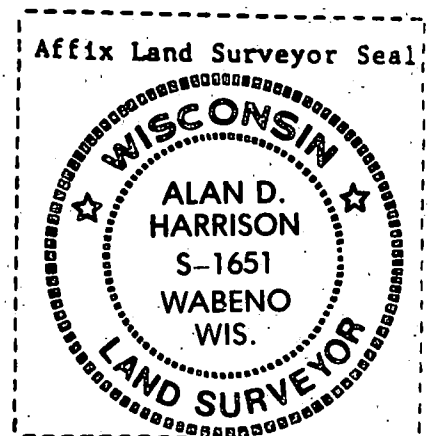 Affix Land Surveyor Seal
WISCONSIN
ALAN D.
HARRISON
S-1651
WABENO
WIS.
LAND SURVEYOR